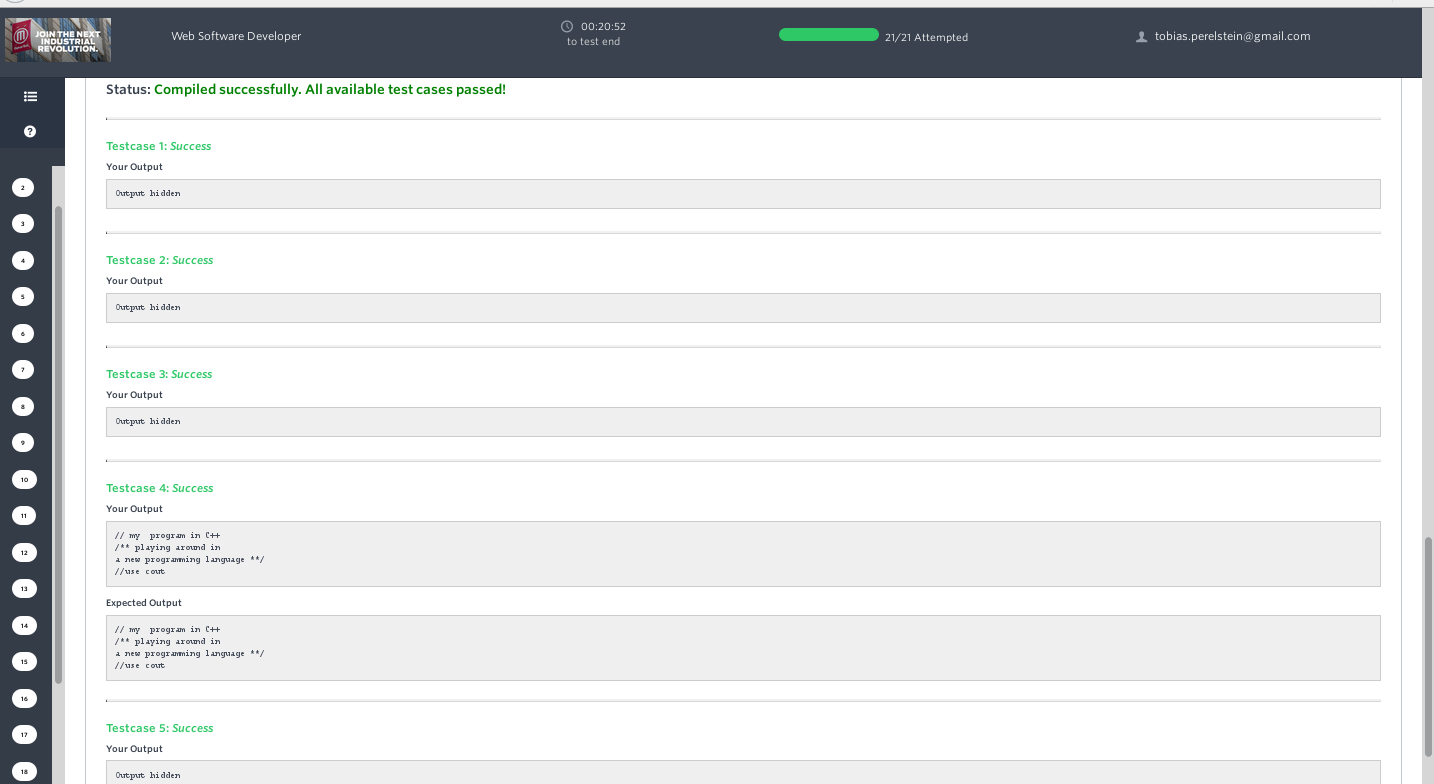 JOIN THE NEXT
INDUSTRIAL
REVOLUTION.
Web Software Developer
00:20:52
to test end
21/21 Attempted
tobias.perelstein@gmail.com
Status: Compiled successfully. All available test cases passed!
Testcase 1: Success
Your Output
Output hidden
Testcase 2: Success
Your Output
Output hidden
Testcase 3: Success
Your Output
Output hidden
Testcase 4: Success
Your Output
// my  program in C++
/** playing around in
a new programming language **/
//use cout
Expected Output
// my  program in C++
/** playing around in
a new programming language **/
//use cout
Testcase 5: Success
Your Output
Output hidden
?
2
3
4
5
6
7
8
9
10
11
12
13
14
15
16
17
18